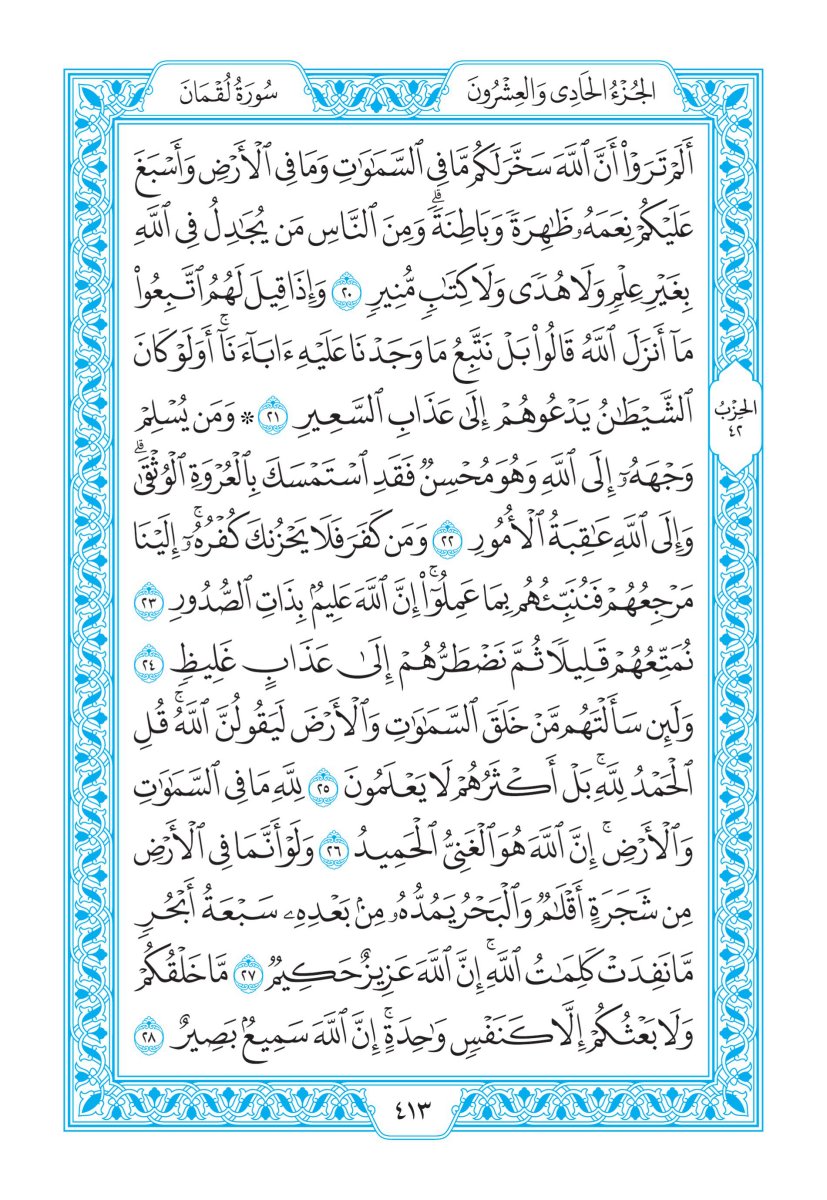 الجُزْءُ الحَادِي وَالعِشْرُونَ
سُورَةُ لُقْمَانَ
أَلَمْ تَرَوْا۟ أَنَّ ٱللَّهَ سَخَّرَ لَكُم مَّا فِي ٱلسَّمَٰوَٰتِ وَمَا فِي ٱلْأَرْضِ وَأَسْبَغَ
عَلَيْكُمْ نِعَمَهُۥ ظَٰهِرَةً وَبَاطِنَةًۗ وَمِنَ ٱلنَّاسِ مَن يُجَٰدِلُ فِي ٱللَّهِ
بِغَيْرِ عِلْمٍ وَلَا هُدًى وَلَا كِتَٰبٍ مُّنِيرٍ ٢٠ وَإِذَا قِيلَ لَهُمُ ٱتَّبِعُوا۟
مَآ أَنزَلَ ٱللَّهُ قَالُوا۟ بَلْ نَتَّبِعُ مَا وَجَدْنَا عَلَيْهِ ءَابَآءَنَآۚ أَوَلَوْ كَانَ
ٱلشَّيْطَٰنُ يَدْعُوهُمْ إِلَىٰ عَذَابِ ٱلسَّعِيرِ ٢١ * وَمَن يُسْلِمْ
الحِزْبُ
٤٢
وَجْهَهُۥٓ إِلَى ٱللَّهِ وَهُوَ مُحْسِنٌ فَقَدِ ٱسْتَمْسَكَ بِٱلْعُرْوَةِ ٱلْوُثْقَىٰۗ
وَإِلَى ٱللَّهِ عَٰقِبَةُ ٱلْأُمُورِ ٢٢ وَمَن كَفَرَ فَلَا يَحْزُنكَ كُفْرُهُۥٓۚ إِلَيْنَا
مَرْجِعُهُمْ فَنُنَبِّئُهُم بِمَا عَمِلُوٓا۟ۚ إِنَّ ٱللَّهَ عَلِيمٌۢ بِذَاتِ ٱلصُّدُورِ ٢٣
نُمَتِّعُهُمْ قَلِيلًا ثُمَّ نَضْطَرُّهُمْ إِلَىٰ عَذَابٍ غَلِيظٍ ٢٤
وَلَئِن سَأَلْتَهُم مَّنْ خَلَقَ ٱلسَّمَٰوَٰتِ وَٱلْأَرْضَ لَيَقُولُنَّ ٱللَّهُۚ قُلِ
ٱلْحَمْدُ لِلَّهِۚ بَلْ أَكْثَرُهُمْ لَا يَعْلَمُونَ ٢٥ لِلَّهِ مَا فِي ٱلسَّمَٰوَٰتِ
وَٱلْأَرْضِۚ إِنَّ ٱللَّهَ هُوَ ٱلْغَنِيُّ ٱلْحَمِيدُ ٢٦ وَلَوْ أَنَّمَا فِي ٱلْأَرْضِ
مِن شَجَرَةٍ أَقْلَٰمٌ وَٱلْبَحْرُ يَمُدُّهُۥ مِنۢ بَعْدِهِۦ سَبْعَةُ أَبْحُرٍ
مَّا نَفِدَتْ كَلِمَٰتُ ٱللَّهِۚ إِنَّ ٱللَّهَ عَزِيزٌ حَكِيمٌ ٢٧ مَّا خَلْقُكُمْ
وَلَا بَعْثُكُمْ إِلَّا كَنَفْسٍ وَٰحِدَةٍۚ إِنَّ ٱللَّهَ سَمِيعٌۢ بَصِيرٌ ٢٨
٤١٣